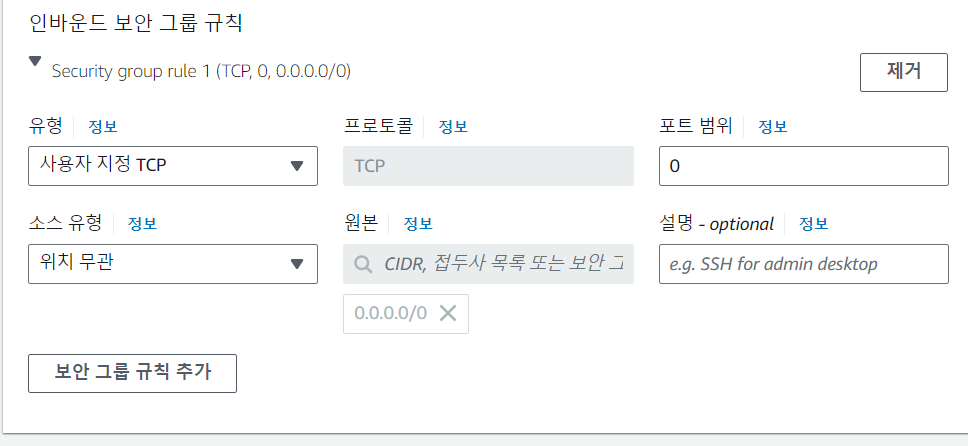 인바운드 보안 그룹 규칙
Security group rule 1 (TCP, 0, 0.0.0.0/0)
제거
유형 정보
프로토콜 정보
포트 범위 정보
사용자 지정 TCP
TCP
0
소스 유형 정보
원본 정보
설명 - optional 정보
위치 무관
CIDR, 접두사 목록 또는 보안 그
e.g. SSH for admin desktop
0.0.0.0/0
보안 그룹 규칙 추가